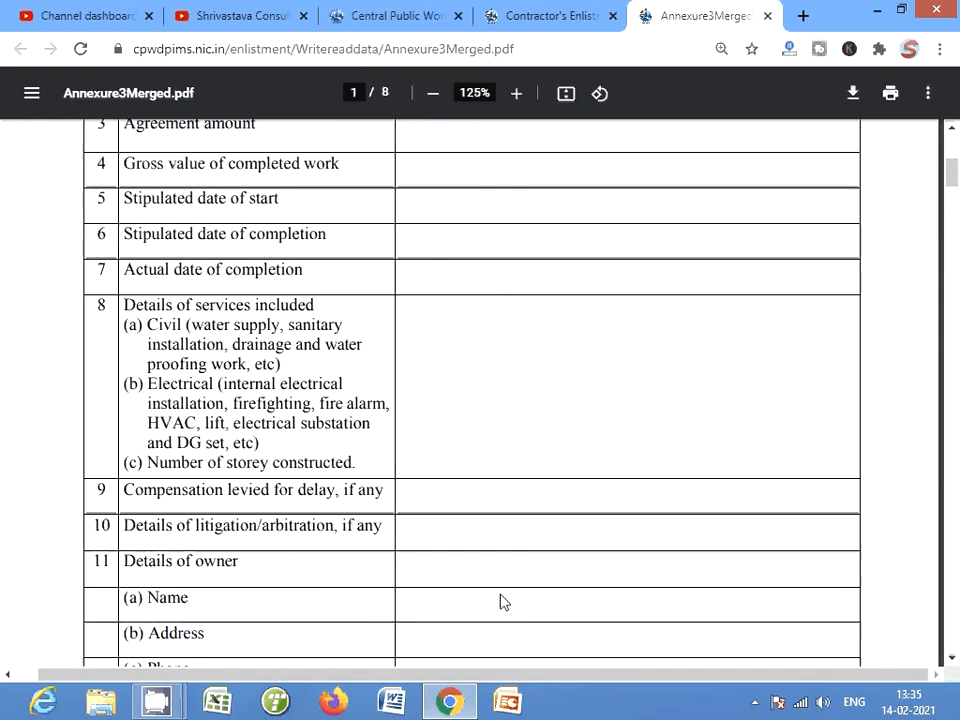 Channel dashboard
Shrivastava Consul
Central Public Wor
Contractor's Enlist
Annexure3Merged
cpwdpims.nic.in/enlistment/Writereaddata/Annexure3Merged.pdf
Annexure3Merged.pdf
1 / 8
125%
3 Agreement amount
4 Gross value of completed work
5 Stipulated date of start
6 Stipulated date of completion
7 Actual date of completion
8 Details of services included
(a) Civil (water supply, sanitary
installation, drainage and water
proofing work, etc)
(b) Electrical (internal electrical
installation, firefighting, fire alarm,
HVAC, lift, electrical substation
and DG set, etc)
(c) Number of storey constructed.
9 Compensation levied for delay, if any
10 Details of litigation/arbitration, if any
11 Details of owner
(a) Name
(b) Address
ENG
13:35
14-02-2021